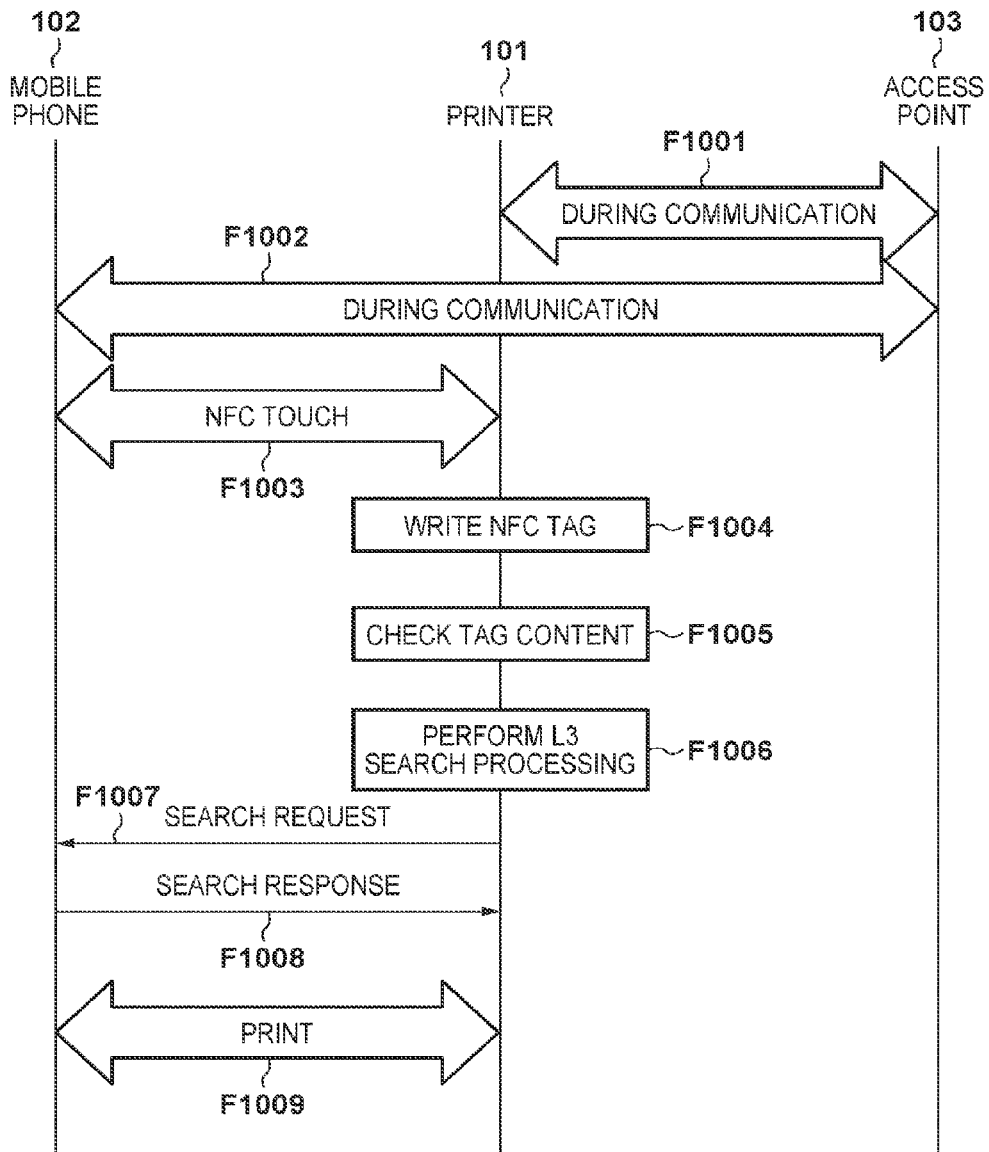 102
MOBILE
PHONE
101
PRINTER
103
ACCESS
POINT
F1001
DURING COMMUNICATION
F1002
DURING COMMUNICATION
NFC TOUCH
F1003
WRITE NFC TAG
F1004
CHECK TAG CONTENT
F1005
PERFORM L3
SEARCH PROCESSING
F1006
F1007
SEARCH REQUEST
SEARCH RESPONSE
F1008
PRINT
F1009